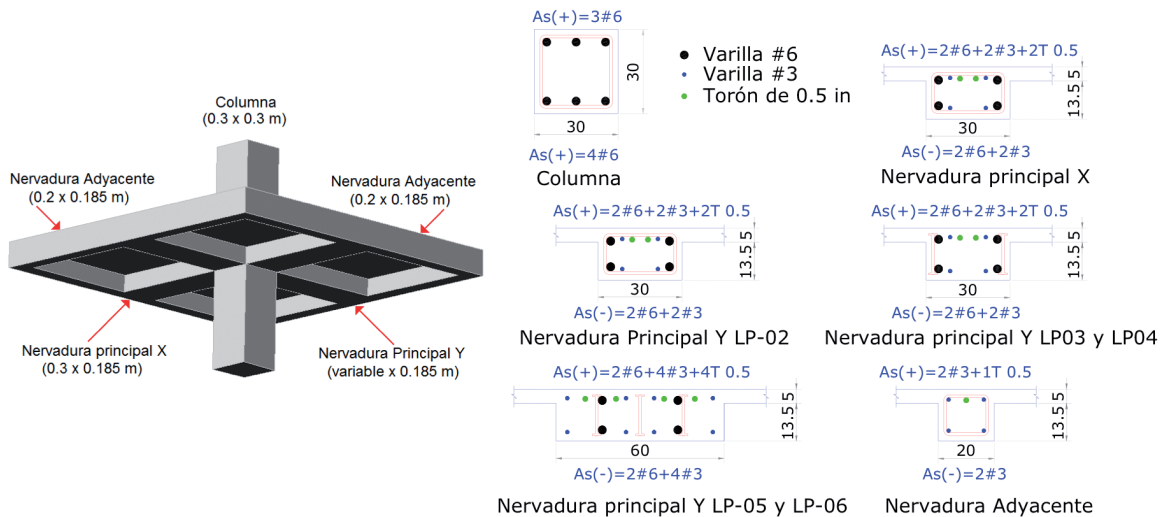 Columna
(0.3 x 0.3 m)
Nervadura Adyacente
(0.2 x 0.185 m)
Nervadura Adyacente
(0.2 x 0.185 m)
Nervadura principal X
(0.3 x 0.185 m)
Nervadura Principal Y
(variable x 0.185 m)
As(+)=3#6
30
30
As(+)=4#6
Columna
Varilla #6
Varilla #3
Torón de 0.5 in
As(+)=2#6+2#3+2T 0.5
13.5 5
30
As(-)=2#6+2#3
Nervadura principal X
As(+)=2#6+2#3+2T 0.5
13.5 5
30
As(-)=2#6+2#3
Nervadura Principal Y LP-02
As(+)=2#6+2#3+2T 0.5
13.5 5
30
As(-)=2#6+2#3
Nervadura principal Y LP03 y LP04
As(+)=2#6+4#3+4T 0.5
13.5 5
60
As(-)=2#6+4#3
Nervadura principal Y LP-05 y LP-06
As(+)=2#3+1T 0.5
13.5 5
20
As(-)=2#3
Nervadura Adyacente